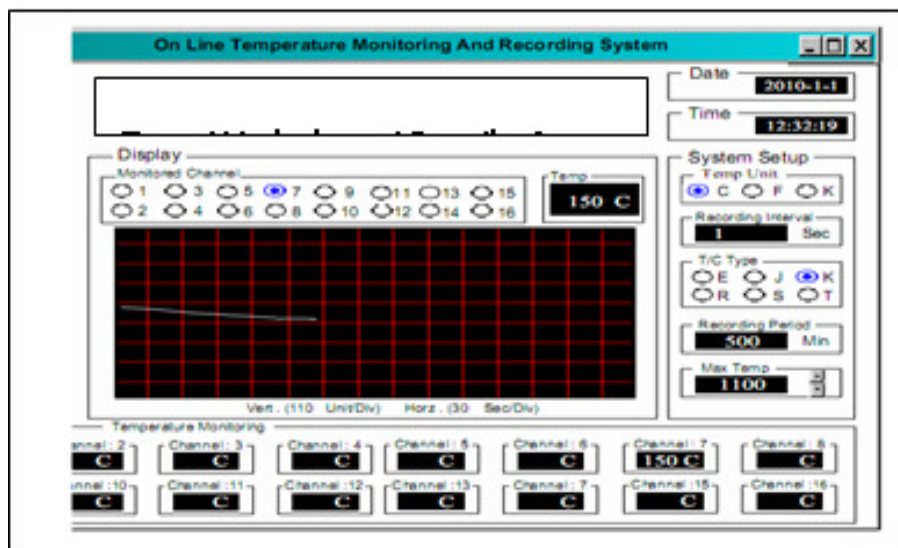 On Line Temperature Monitoring And Recording System
Date
2010-1-1
Time
12:32:19
Display
Monitored Channel
1 3 5 7 9 11 13 15
2 4 6 8 10 12 14 16
Temp
150 C
System Setup
Temp Unit
C F K
Recording Interval
1 Sec
T/C Type
E J K
R S T
Recording Period
500 Min
Max Temp
1100
Vert . (110 Unit/Div) Horz . (30 Sec/Div)
Temperature Monitoring
annel: 2 Channel: 3 Channel: 4 Channel: 5 Channel: 6 Channel: 7 Channel: 8
C C C C C 150 C C
nnel :10 Channel :11 Channel :12 Channel :13 Channel : 7 Channel :15 Channel :16
C C C C C C C